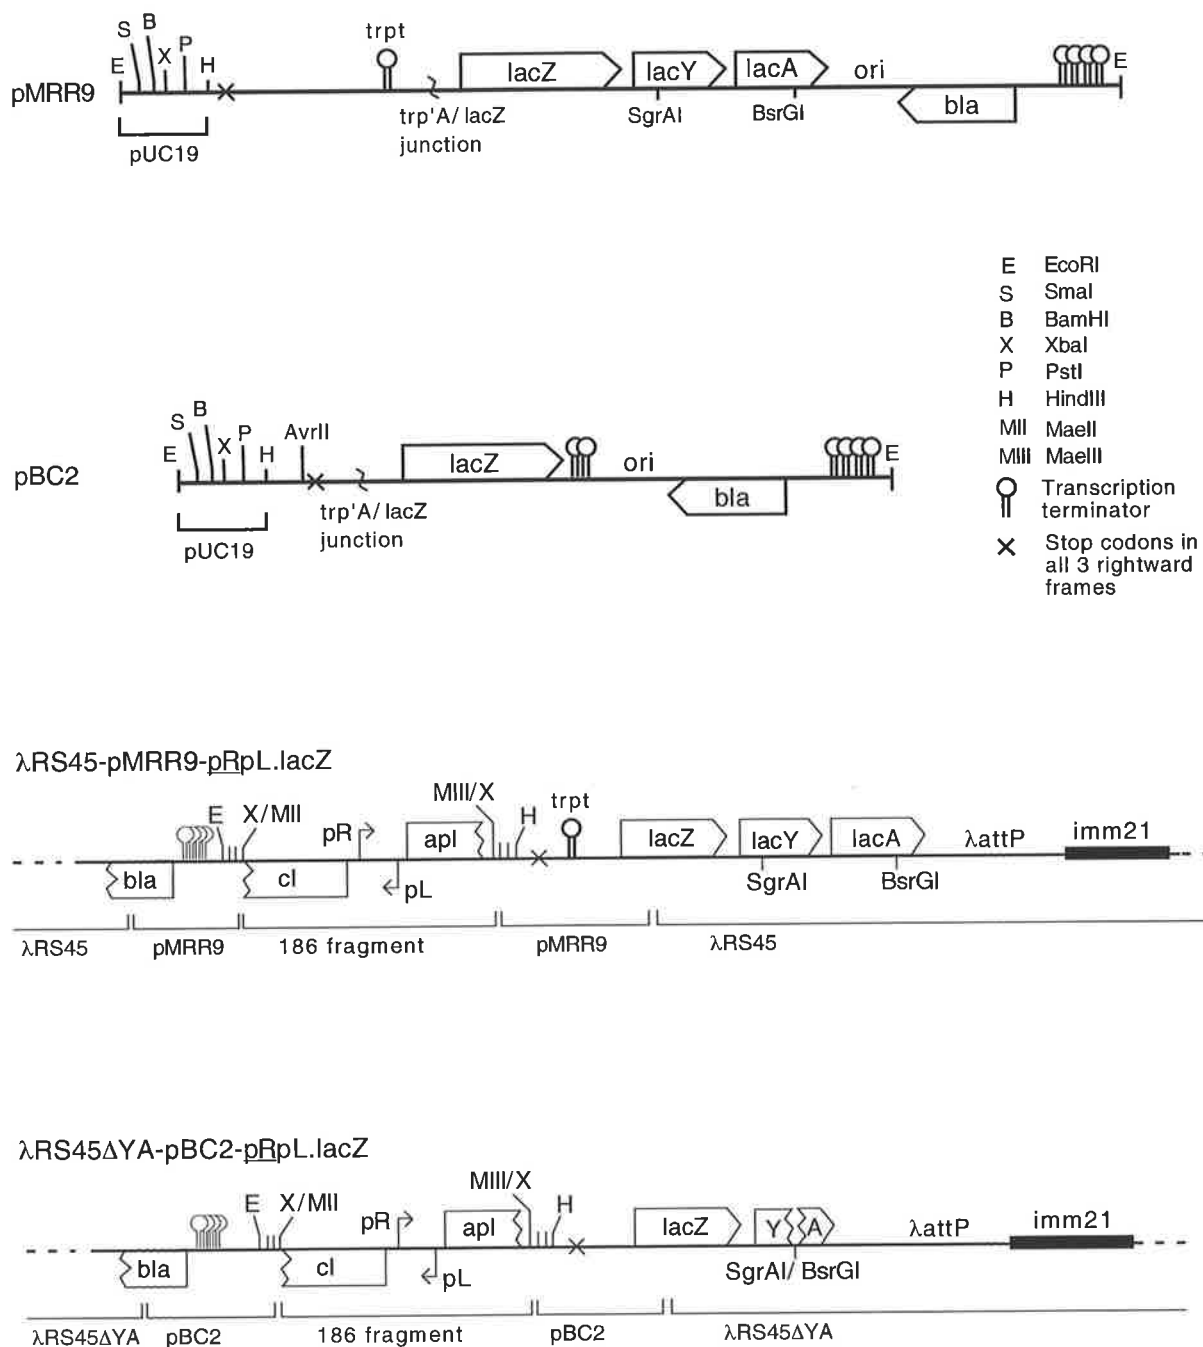 S B X P H E
trpt
pMRR9
lacZ
lacY
lacA
ori
bla
E
trp'A/ lacZ
junction
SgrAI
BsrGI
pUC19
E EcoRI
S SmaI
B BamHI
X XbaI
P PstI
H HindIII
MII MaeII
MIII MaeIII
Transcription
terminator
Stop codons in
all 3 rightward
frames
S B X P H E
AvrII
pBC2
lacZ
ori
bla
E
trp'A/ lacZ
junction
pUC19
λRS45-pMRR9-pRpL.lacZ
E X/MII
pR
MIII/X
H
trpt
apl
lacZ
lacY
lacA
λattP
imm21
bla
cI
pL
SgrAI
BsrGI
λRS45
pMRR9
186 fragment
pMRR9
λRS45
λRS45ΔYA-pBC2-pRpL.lacZ
E X/MII
pR
MIII/X
H
apl
lacZ
Y A
λattP
imm21
bla
cI
pL
SgrAI/ BsrGI
λRS45ΔYA
pBC2
186 fragment
pBC2
λRS45ΔYA